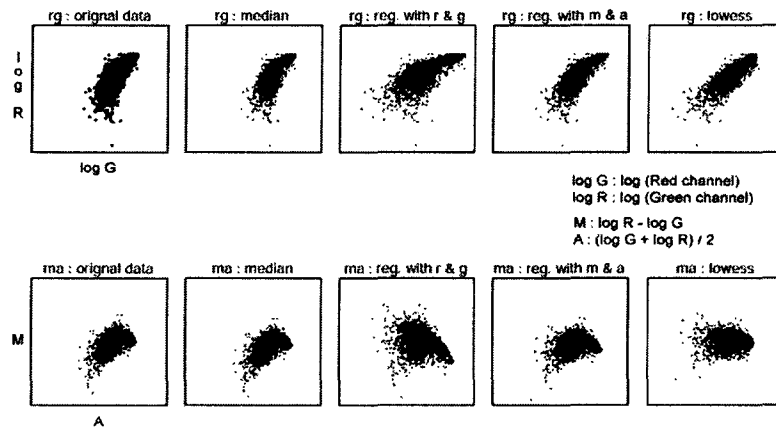 rg : orignal data
rg : median
rg : reg. with r & g
rg : reg. with m & a
rg : lowess
log R
log G
log G : log (Red channel)
log R : log (Green channel)
M : log R - log G
A : (log G + log R) / 2
ma : orignal data
ma : median
ma : reg. with r & g
ma : reg. with m & a
ma : lowess
M
A